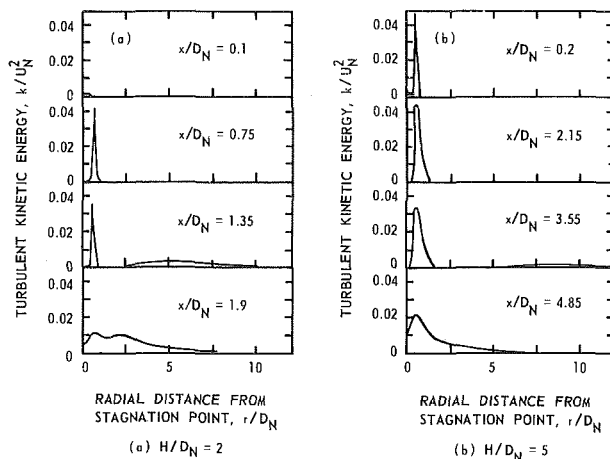 TURBULENT KINETIC ENERGY, k/U_N^2
(a)
x/D_N = 0.1
0.04
0.02
0
x/D_N = 0.75
0.04
0.02
0
x/D_N = 1.35
0.04
0.02
0
x/D_N = 1.9
0.04
0.02
0
0 5 10
RADIAL DISTANCE FROM
STAGNATION POINT, r/D_N
(a) H/D_N = 2
TURBULENT KINETIC ENERGY, k/U_N^2
(b)
x/D_N = 0.2
0.04
0.02
0
x/D_N = 2.15
0.04
0.02
0
x/D_N = 3.55
0.04
0.02
0
x/D_N = 4.85
0.04
0.02
0
0 5 10
RADIAL DISTANCE FROM
STAGNATION POINT, r/D_N
(b) H/D_N = 5